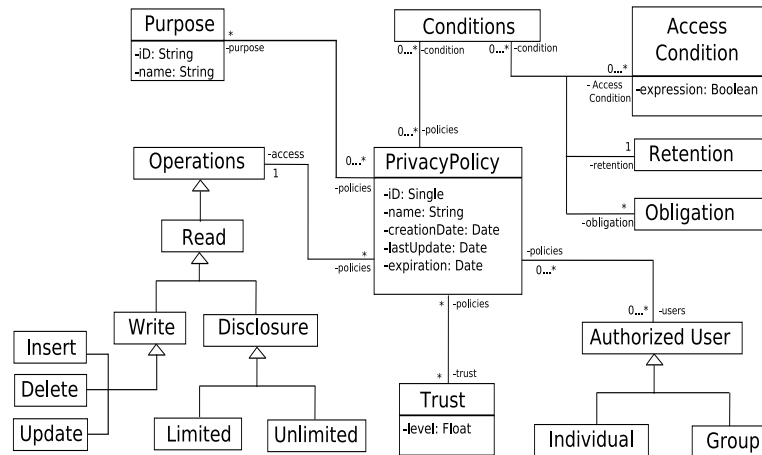 Purpose
-iD: String
-name: String
*
-purpose
Conditions
0...*
-condition
0...*
-condition
Access
Condition
-expression: Boolean
0...*
- Access
Condition
1
-retention
Retention
*
-obligation
Obligation
0...*
-policies
0...*
-policies
Operations
-access
1
PrivacyPolicy
-iD: Single
-name: String
-creationDate: Date
-lastUpdate: Date
-expiration: Date
*
-policies
Read
-policies
0...*
Write
Disclosure
*
-policies
0...*
-users
Authorized User
Insert
Delete
Update
Limited
Unlimited
*
-trust
Trust
-level: Float
Individual
Group